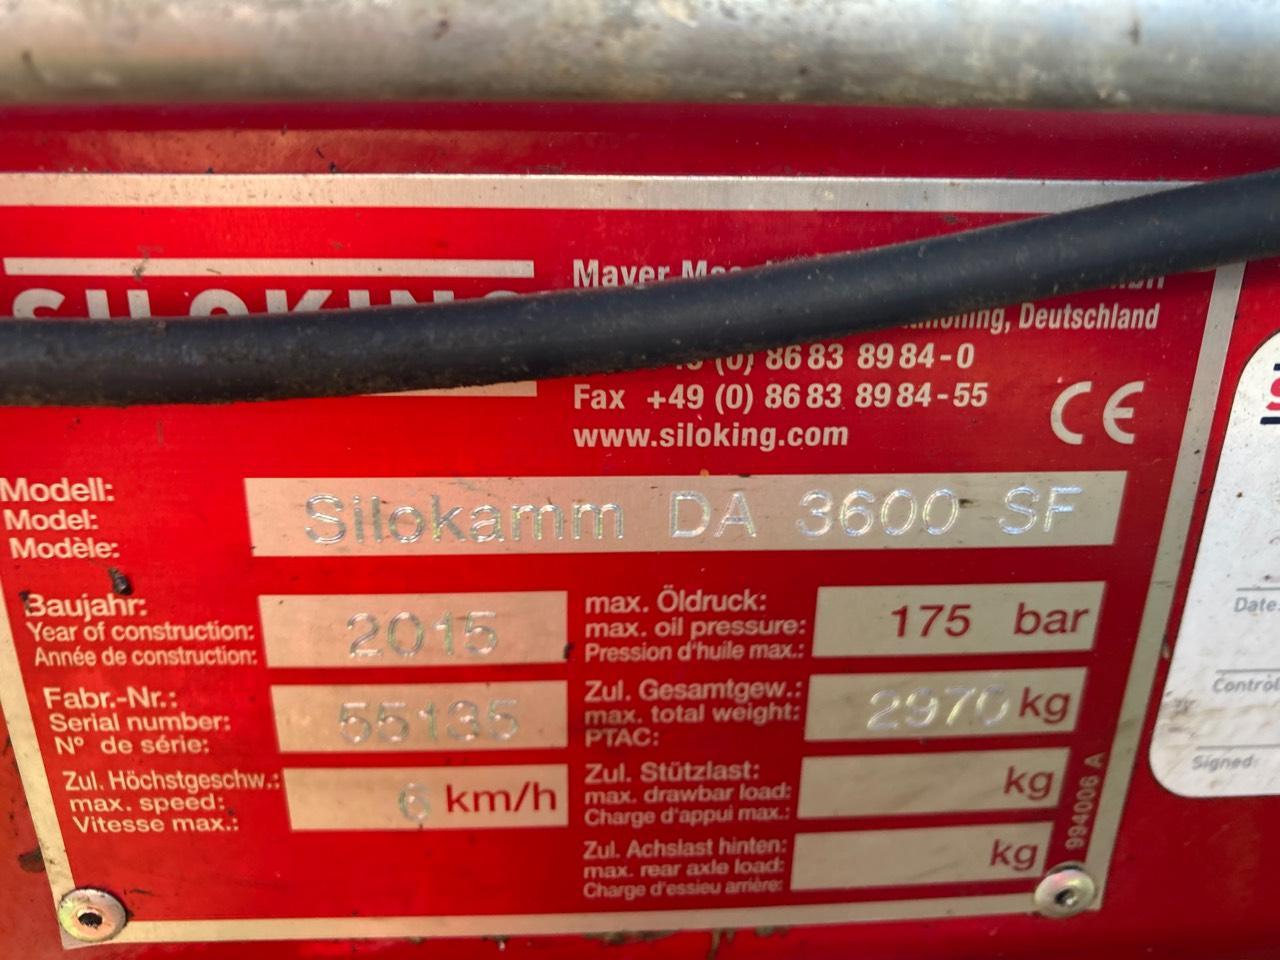 SILOKING
Mayer
Deutschland
(0) 86 83 89 84-0
Fax +49 (0) 86 83 89 84-55
www.siloking.com
CE
Modell:
Model:
Modèle:
Silokamm DA 3600 SF
Baujahr:
Year of construction:
Année de construction:
2015
max. Öldruck:
max. oil pressure:
Pression d'huile max.:
175 bar
Fabr.-Nr.:
Serial number:
N° de série:
55135
Zul. Gesamtgew.:
max. total weight:
PTAC:
2970 kg
Zul. Höchstgeschw.:
max. speed:
Vitesse max.:
6 km/h
Zul. Stützlast:
max. drawbar load:
Charge d'appui max.:
kg
Zul. Achslast hinten:
max. rear axle load:
Charge d'essieu arrière:
kg
994006 A
Date:
Control
Signed: